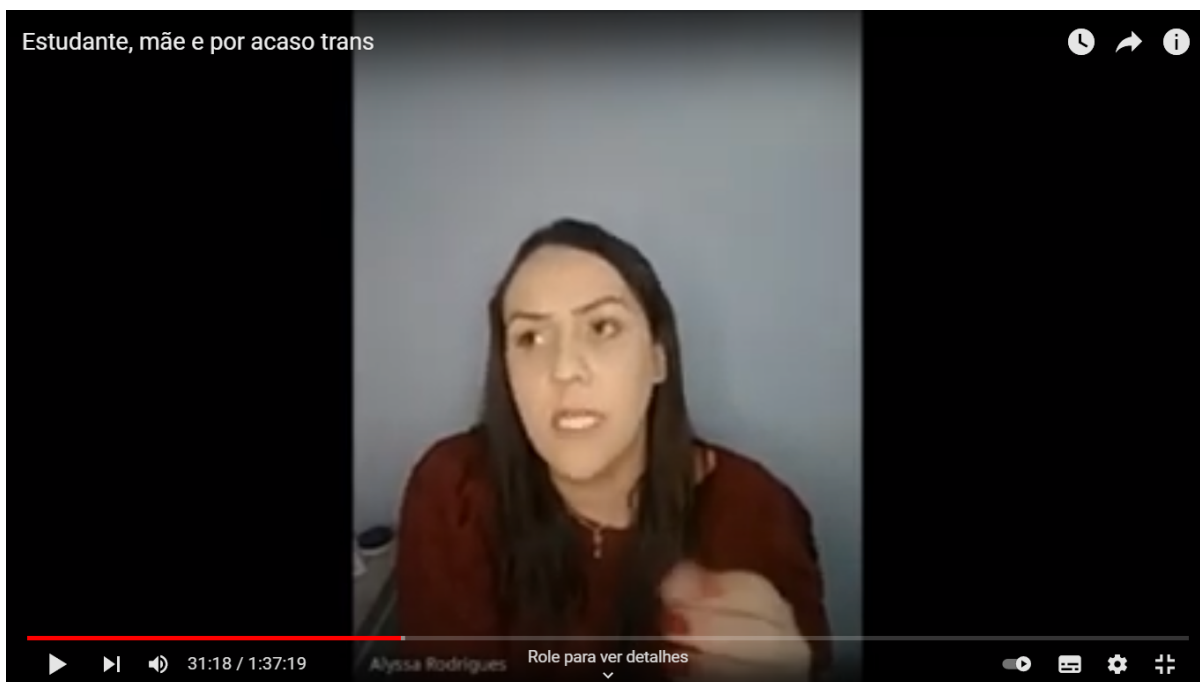 Estudante, mãe e por acaso trans
31:18 / 1:37:19
Alyssa Rodrigues
Role para ver detalhes